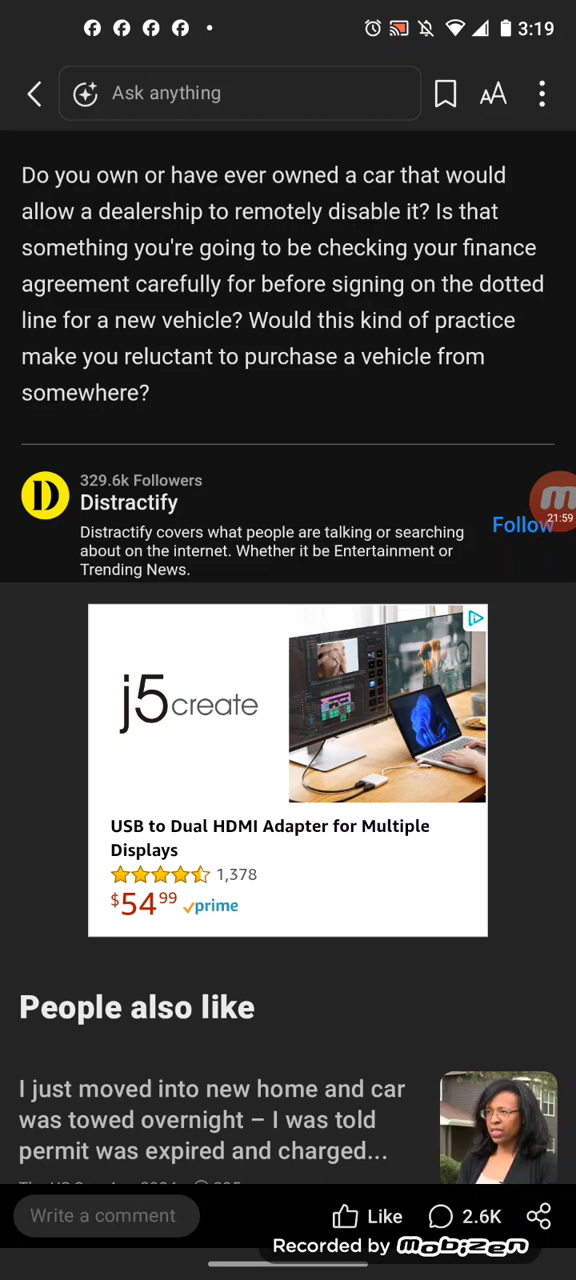 3:19
Ask anything
AA
Do you own or have ever owned a car that would
allow a dealership to remotely disable it? Is that
something you're going to be checking your finance
agreement carefully for before signing on the dotted
line for a new vehicle? Would this kind of practice
make you reluctant to purchase a vehicle from
somewhere?
329.6k Followers
Distractify
Follow
21:59
Distractify covers what people are talking or searching
about on the internet. Whether it be Entertainment or
Trending News.
j5create
USB to Dual HDMI Adapter for Multiple
Displays
1,378
$54.99 prime
People also like
I just moved into new home and car
was towed overnight – I was told
permit was expired and charged...
Write a comment
Like
2.6K
Recorded by mobizen